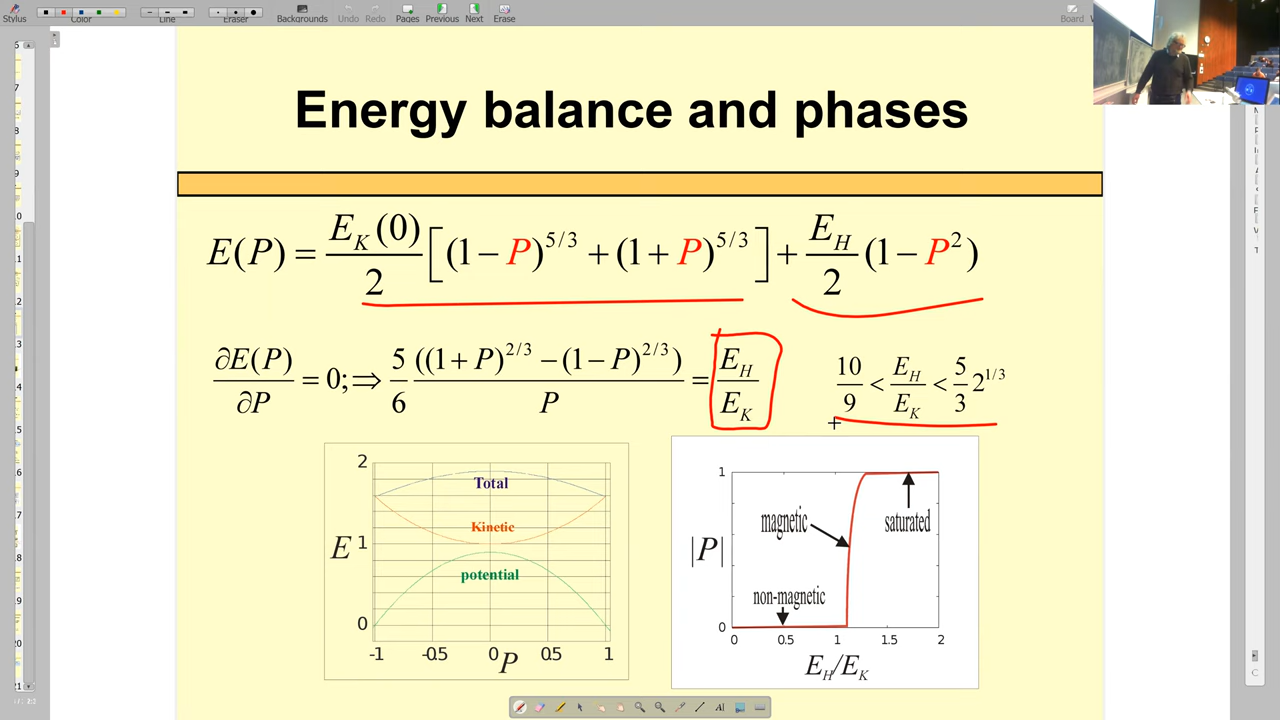 Stylus
Color
Line
Eraser
Backgrounds
Undo
Redo
Pages
Previous
Next
Erase
Board
Energy balance and phases
E(P) = E_K(0)/2 [(1 − P)^{5/3} + (1 + P)^{5/3}] + E_H/2 (1 − P²)
∂E(P)/∂P = 0; ⇒ 5/6 ((1 + P)^{2/3} − (1 − P)^{2/3})/P = E_H/E_K
10/9 < E_H/E_K < 5/3 2^{1/3}
2
1
0
E
Total
Kinetic
potential
-1 -0.5 0 0.5 1
P
1
0
|P|
magnetic
saturated
non-magnetic
0 0.5 1 1.5 2
E_H/E_K